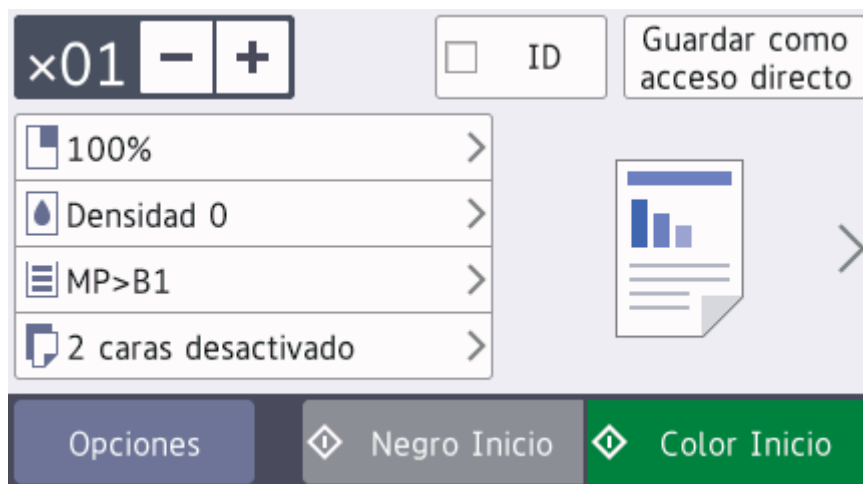 ×01 − +
ID
Guardar como
acceso directo
100%
Densidad 0
MP>B1
2 caras desactivado
Opciones
Negro Inicio
Color Inicio